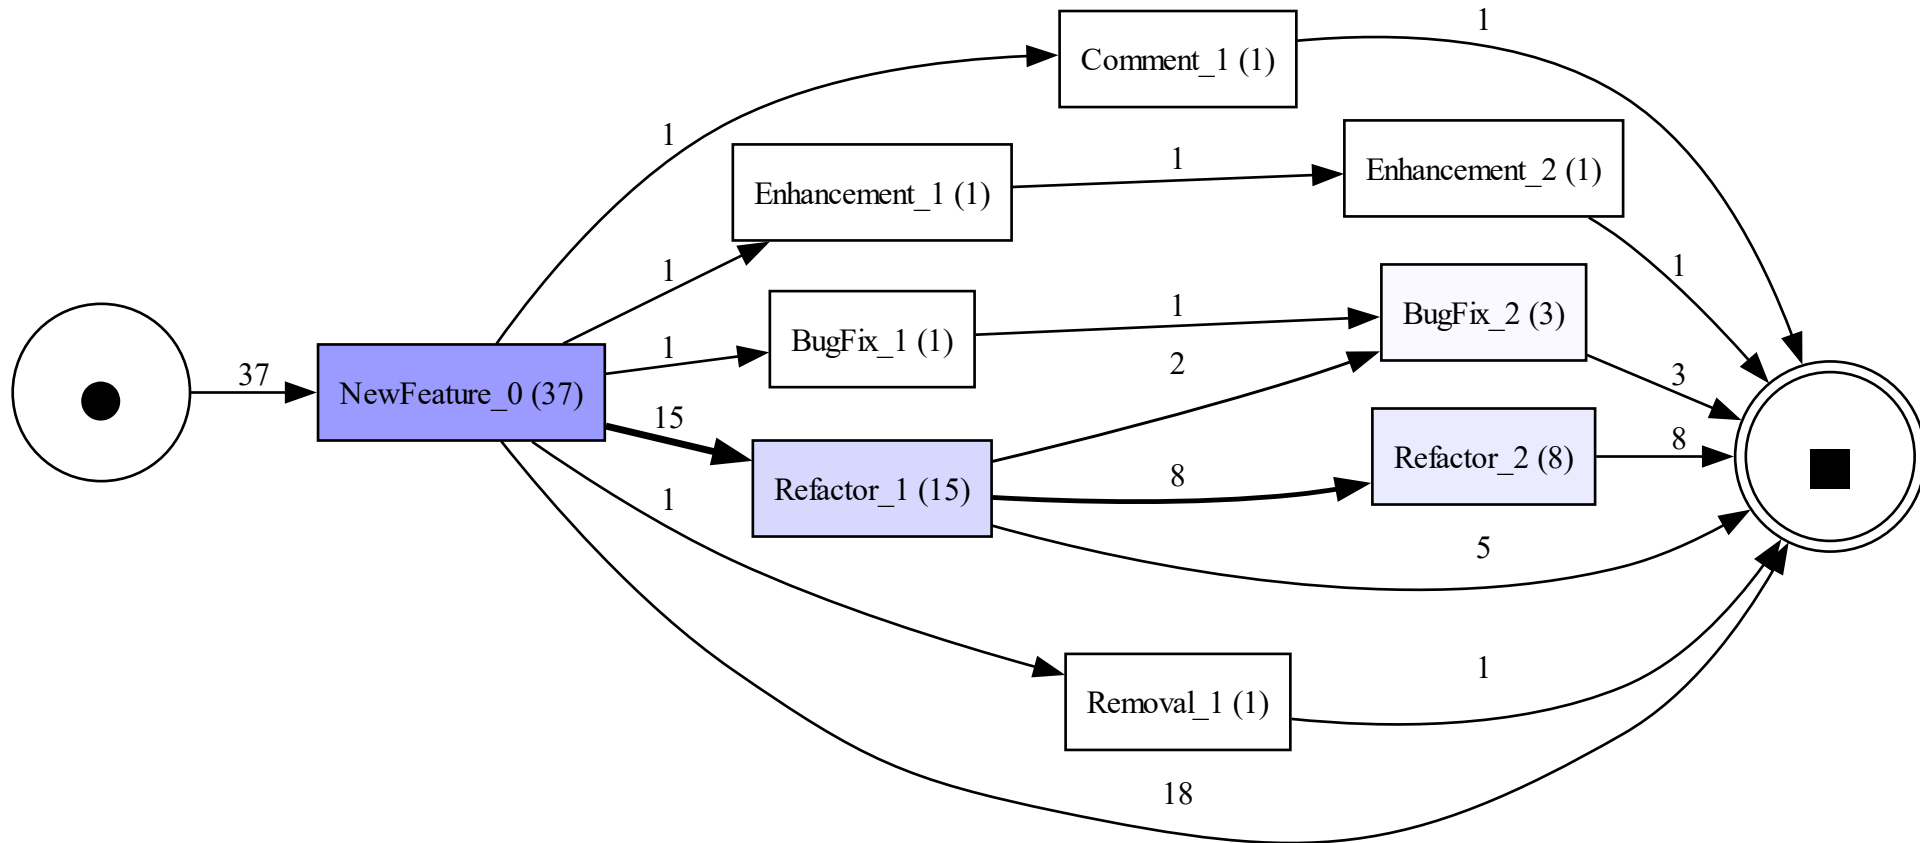 1
Comment_1 (1)
1
Enhancement_1 (1)
1
Enhancement_2 (1)
1
1
BugFix_1 (1)
1
BugFix_2 (3)
1
2
3
37
NewFeature_0 (37)
15
Refactor_1 (15)
8
Refactor_2 (8)
8
1
5
Removal_1 (1)
1
18